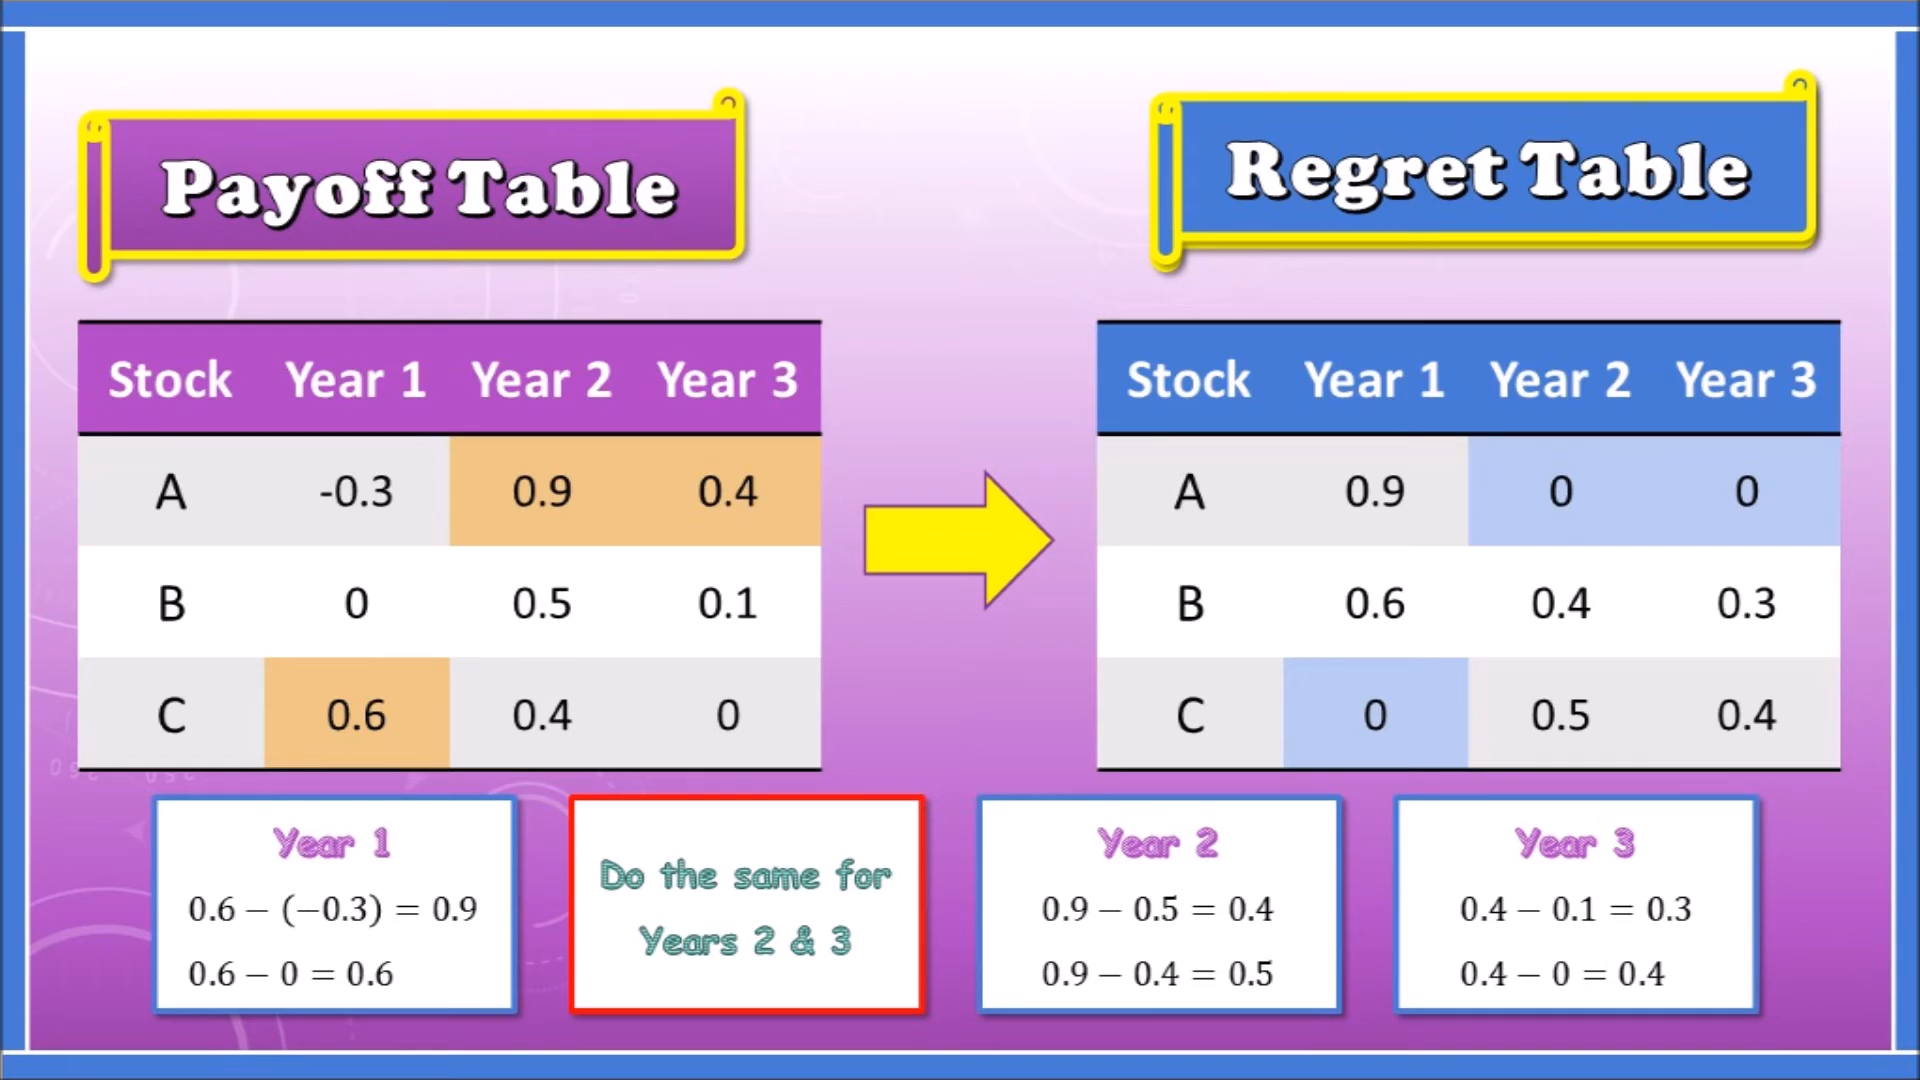 Payoff Table
Regret Table
Stock Year 1 Year 2 Year 3
A -0.3 0.9 0.4
B 0 0.5 0.1
C 0.6 0.4 0
Stock Year 1 Year 2 Year 3
A 0.9 0 0
B 0.6 0.4 0.3
C 0 0.5 0.4
Year 1
0.6 − (−0.3) = 0.9
0.6 − 0 = 0.6
Do the same for
Years 2 & 3
Year 2
0.9 − 0.5 = 0.4
0.9 − 0.4 = 0.5
Year 3
0.4 − 0.1 = 0.3
0.4 − 0 = 0.4